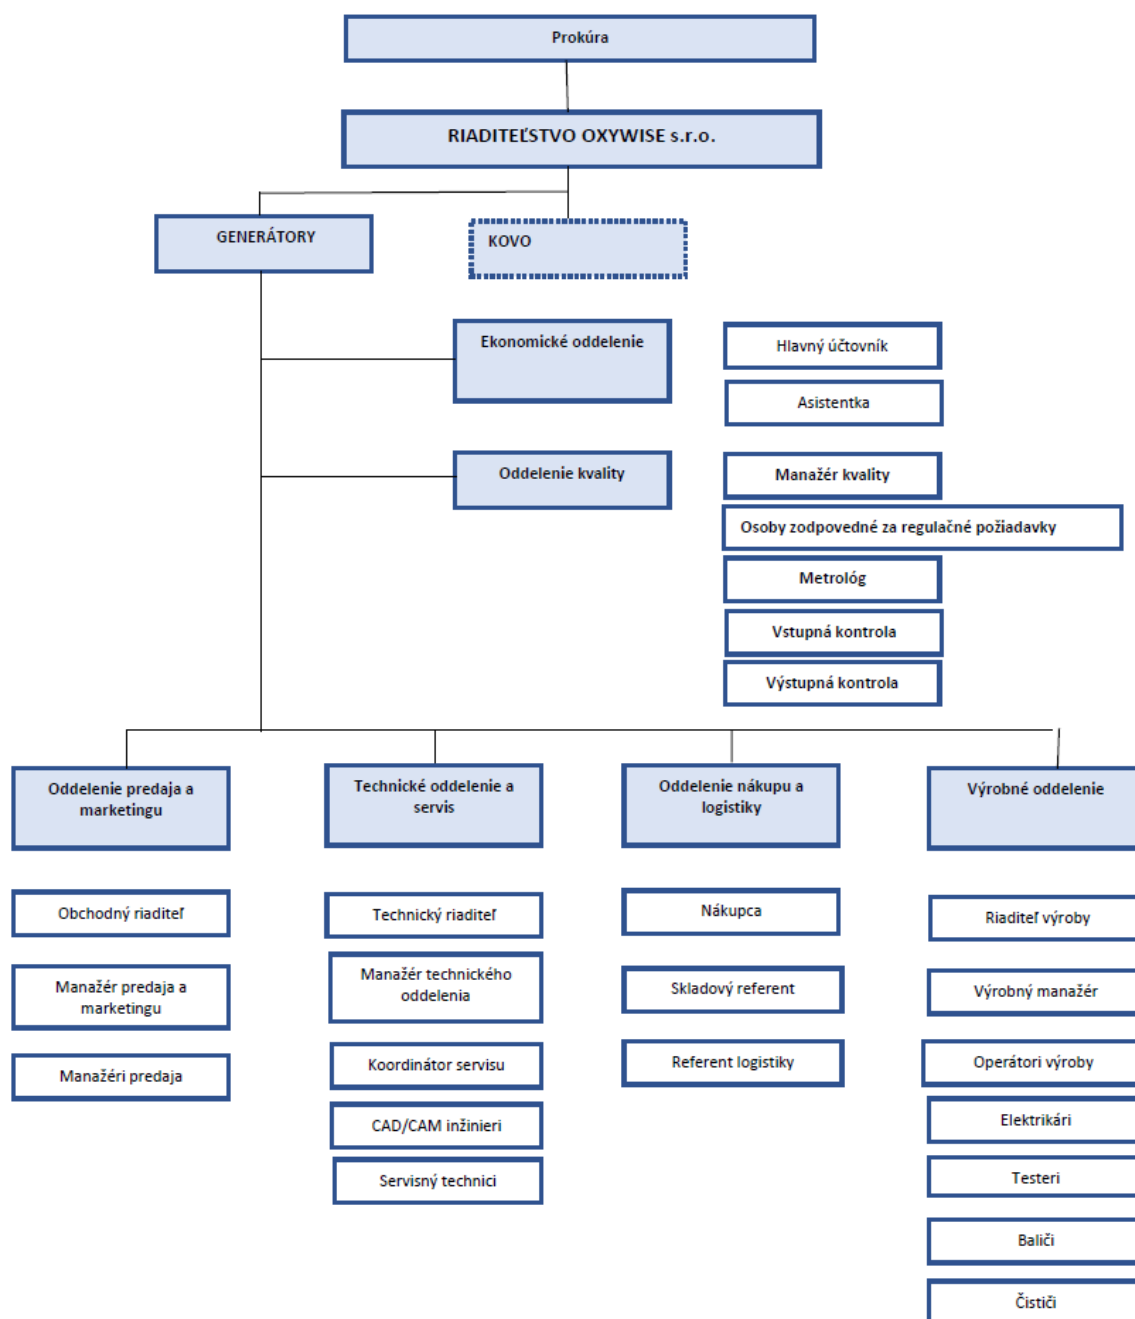 Prokúra
RIADITEĽSTVO OXYWISE s.r.o.
GENERÁTORY
KOVO
Ekonomické oddelenie
Hlavný účtovník
Asistentka
Oddelenie kvality
Manažér kvality
Osoby zodpovedné za regulačné požiadavky
Metrológ
Vstupná kontrola
Výstupná kontrola
Oddelenie predaja a
marketingu
Obchodný riaditeľ
Manažér predaja a
marketingu
Manažéri predaja
Technické oddelenie a
servis
Technický riaditeľ
Manažér technického
oddelenia
Koordinátor servisu
CAD/CAM inžinieri
Servisný technici
Oddelenie nákupu a
logistiky
Nákupca
Skladový referent
Referent logistiky
Výrobné oddelenie
Riaditeľ výroby
Výrobný manažér
Operátori výroby
Elektrikári
Testeri
Baliči
Čističi